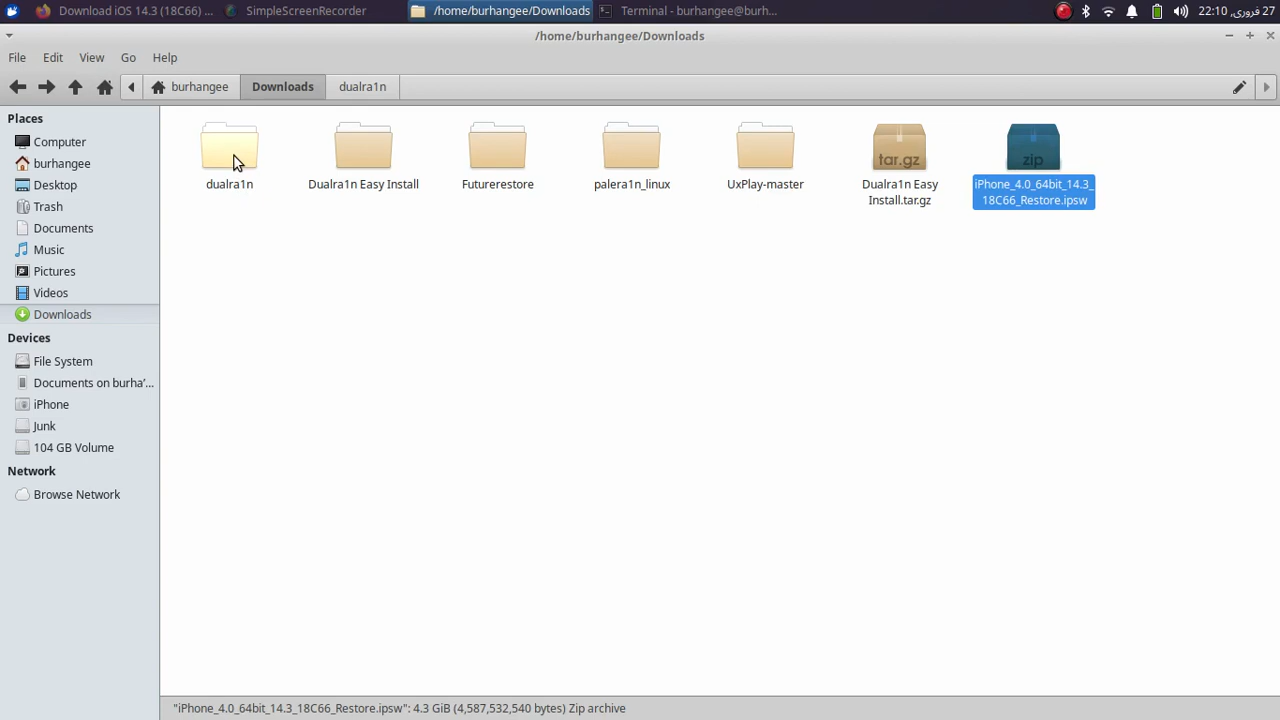 Download iOS 14.3 (18C66) ...
SimpleScreenRecorder
/home/burhangee/Downloads
Terminal - burhangee@burh...
27 فروری, 22:10
/home/burhangee/Downloads
File
Edit
View
Go
Help
burhangee
Downloads
dualra1n
Places
Computer
burhangee
Desktop
Trash
Documents
Music
Pictures
Videos
Downloads
Devices
File System
Documents on burha'...
iPhone
Junk
104 GB Volume
Network
Browse Network
dualra1n
Dualra1n Easy Install
Futurerestore
palera1n_linux
UxPlay-master
tar.gz
Dualra1n Easy
Install.tar.gz
zip
iPhone_4.0_64bit_14.3_
18C66_Restore.ipsw
"iPhone_4.0_64bit_14.3_18C66_Restore.ipsw": 4.3 GiB (4,587,532,540 bytes) Zip archive